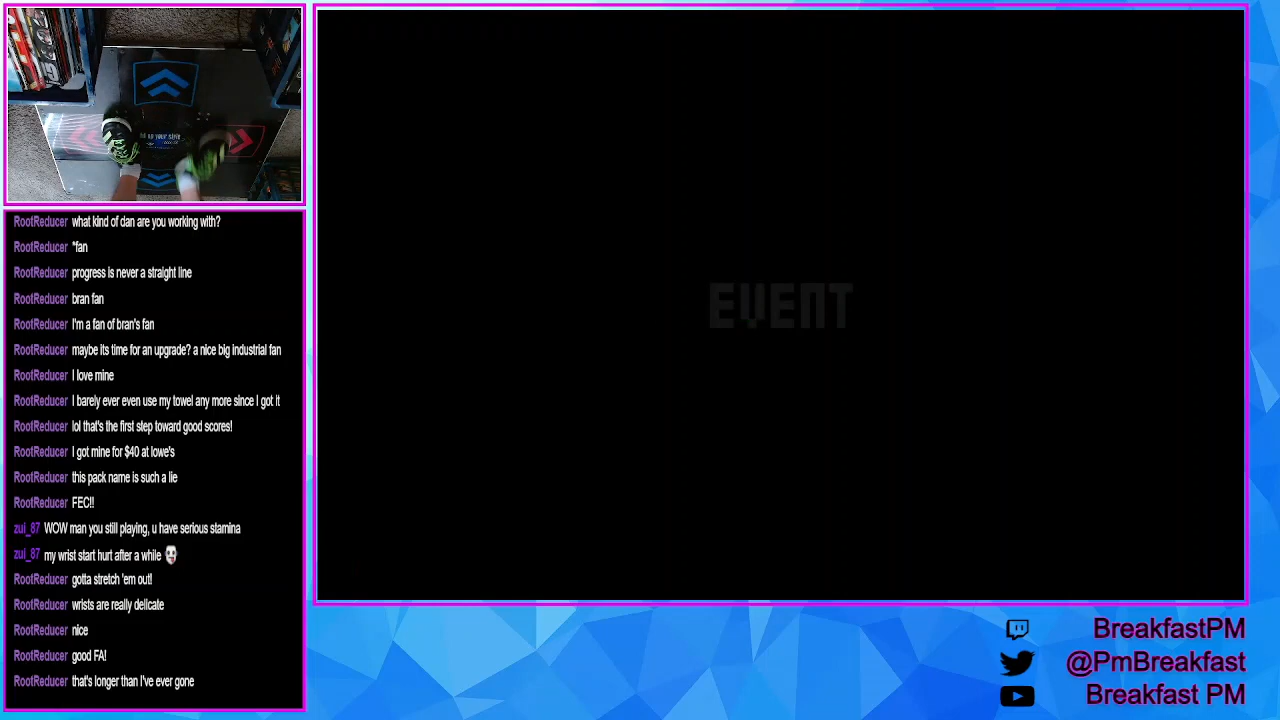 RootReducer what kind of dan are you working with?
RootReducer *fan
RootReducer progress is never a straight line
RootReducer bran fan
RootReducer I'm a fan of bran's fan
RootReducer maybe its time for an upgrade? a nice big industrial fan
RootReducer I love mine
RootReducer I barely ever even use my towel any more since I got it
RootReducer lol that's the first step toward good scores!
RootReducer I got mine for $40 at lowe's
RootReducer this pack name is such a lie
RootReducer FEC!!
zui_87 WOW man you still playing, u have serious stamina
zui_87 my wrist start hurt after a while
RootReducer gotta stretch 'em out!
RootReducer wrists are really delicate
RootReducer nice
RootReducer good FA!
RootReducer that's longer than I've ever gone
EVENT
BreakfastPM
@PmBreakfast
Breakfast PM